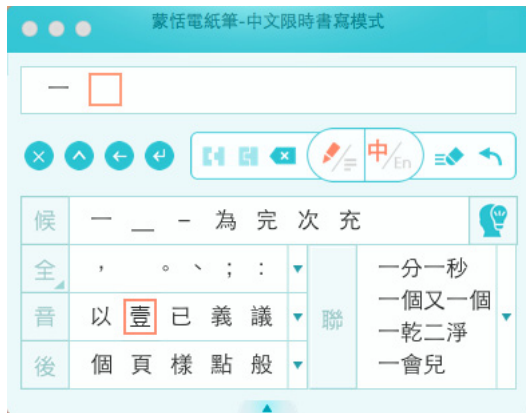 蒙恬電紙筆-中文限時書寫模式
一
中/En
候 一 __ – 為 完 次 充
全 , 。 、 ; :
音 以 壹 已 義 議
後 個 頁 樣 點 般
聯
一分一秒
一個又一個
一乾二淨
一會兒